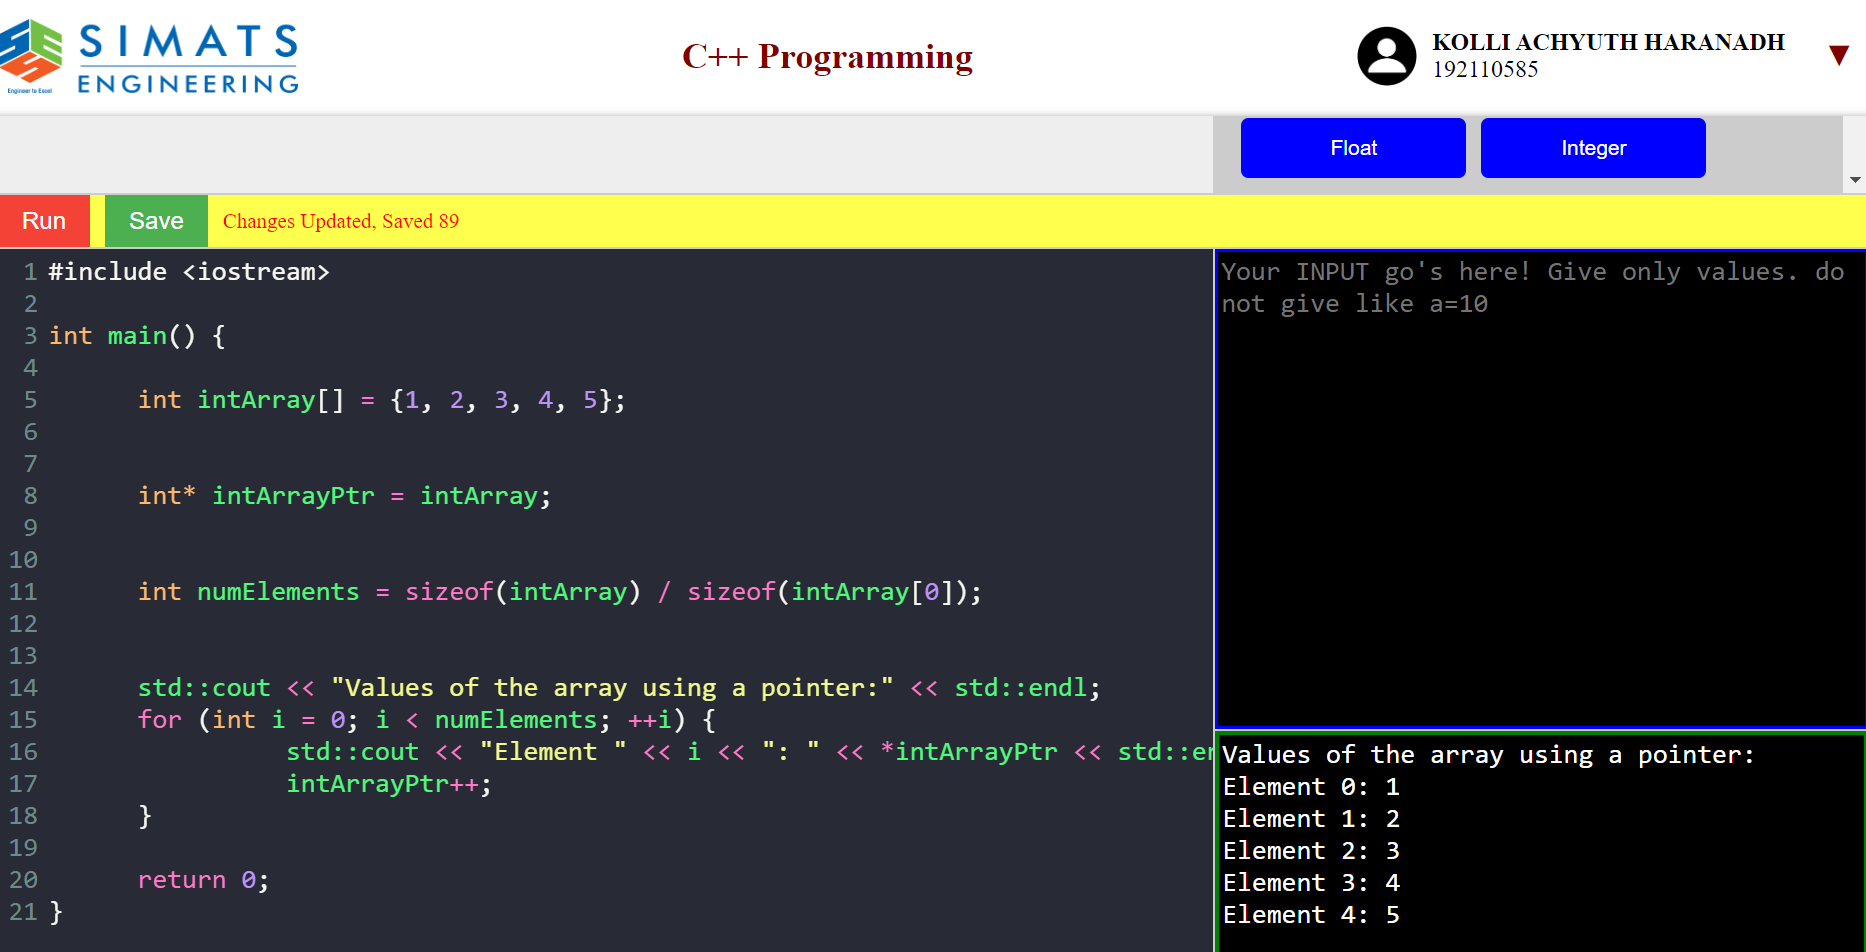 SIMATS
ENGINEERING
Engineer to Excel
C++ Programming
KOLLI ACHYUTH HARANADH
192110585
Float
Integer
Run
Save
Changes Updated, Saved 89
1 #include <iostream>
2
3 int main() {
4
5 int intArray[] = {1, 2, 3, 4, 5};
6
7
8 int* intArrayPtr = intArray;
9
10
11 int numElements = sizeof(intArray) / sizeof(intArray[0]);
12
13
14 std::cout << "Values of the array using a pointer:" << std::endl;
15 for (int i = 0; i < numElements; ++i) {
16 std::cout << "Element " << i << ": " << *intArrayPtr << std::en
17 intArrayPtr++;
18 }
19
20 return 0;
21 }
Your INPUT go's here! Give only values. do
not give like a=10
Values of the array using a pointer:
Element 0: 1
Element 1: 2
Element 2: 3
Element 3: 4
Element 4: 5